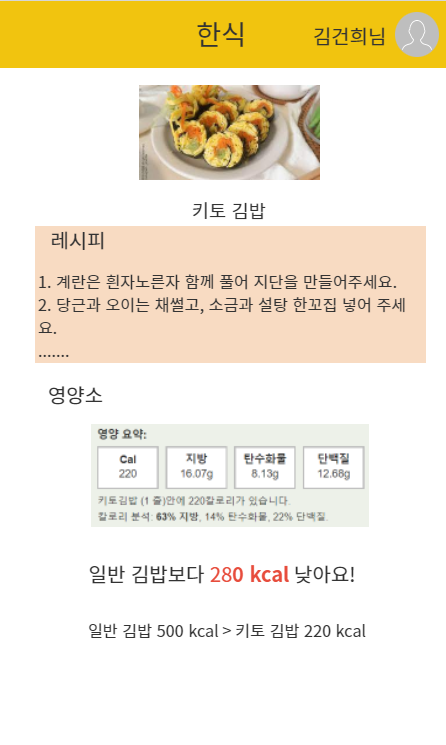 한식
김건희님
키토 김밥
레시피
1. 계란은 흰자노른자 함께 풀어 지단을 만들어주세요.
2. 당근과 오이는 채썰고, 소금과 설탕 한꼬집 넣어 주세
요.
.......
영양소
영양 요약:
Cal 지방 탄수화물 단백질
220 16.07g 8.13g 12.68g
키토김밥 (1 줄)안에 220칼로리가 있습니다.
칼로리 분석: 63% 지방, 14% 탄수화물, 22% 단백질.
일반 김밥보다 280 kcal 낮아요!
일반 김밥 500 kcal > 키토 김밥 220 kcal